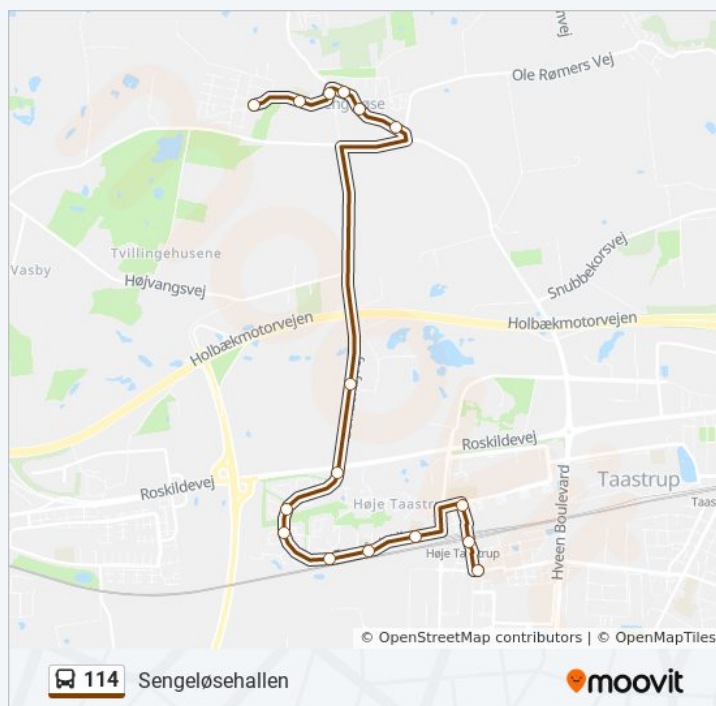 Ole Rømers Vej
Tvillingehusene
Vasby
Højvangsvej
Snubbekorsvej
Holbækmotorvejen
Holbækmotorvejen
Roskildevej
Roskildevej
Taastrup
Høje Taastrup
Høje Taastrup
Hveen Boulevard
© OpenStreetMap contributors | © OpenMapTiles
114 Sengeløsehallen
moovit